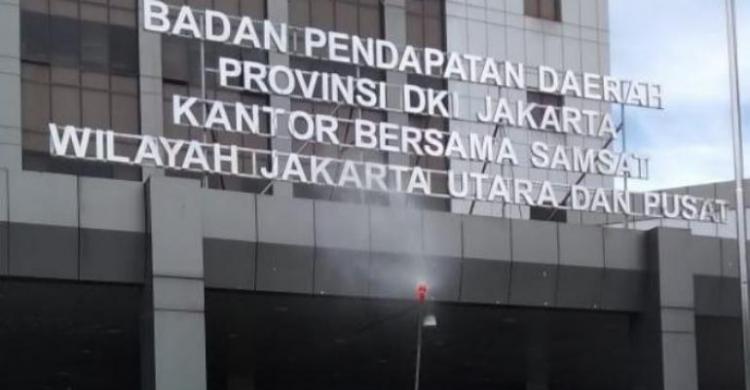 BADAN PENDAPATAN DAERAH
PROVINSI DKI JAKARTA
KANTOR BERSAMA SAMSAT
WILAYAH JAKARTA UTARA DAN PUSAT